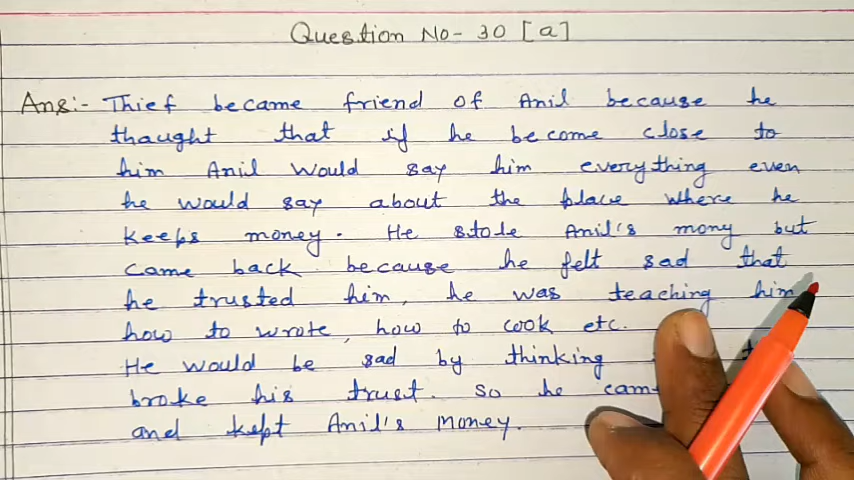 Question No- 30 [a]
Ans:- Thief became friend of Anil because he
thaught that if he become close to
him Anil would say him everything even
he would say about the place where he
keeps money. He stole Anil's mony but
came back because he felt sad that
he trusted him, he was teaching him
how to wrote, how to cook etc.
He would be sad by thinking
broke his trust. so he cam
and kept Anil's money.